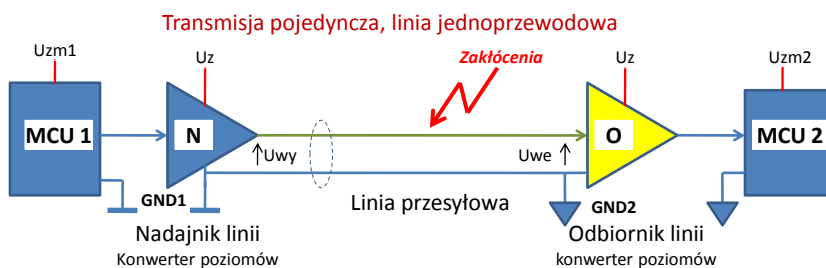 Transmisja pojedyncza, linia jednoprzewodowa
Uzm1
Uz
Zakłócenia
Uz
Uzm2
MCU 1
N
O
MCU 2
Uwy
Uwe
GND1
Linia przesyłowa
GND2
Nadajnik linii
Konwerter poziomów
Odbiornik linii
konwerter poziomów